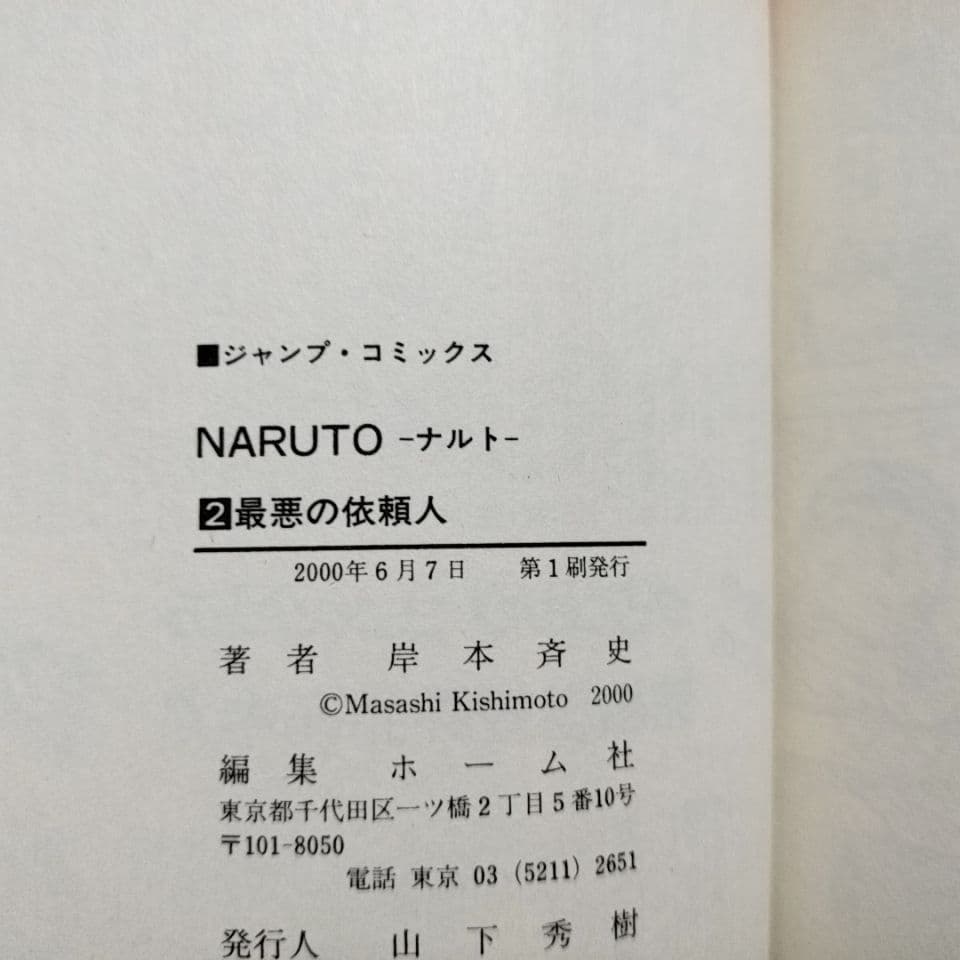 ■ジャンプ・コミックス
NARUTO -ナルト-
2最悪の依頼人
2000年6月7日 第1刷発行
著者 岸本斉史
©Masashi Kishimoto 2000
編集 ホーム社
東京都千代田区一ツ橋2丁目5番10号
〒101-8050
電話 東京 03 (5211) 2651
発行人 山下秀樹